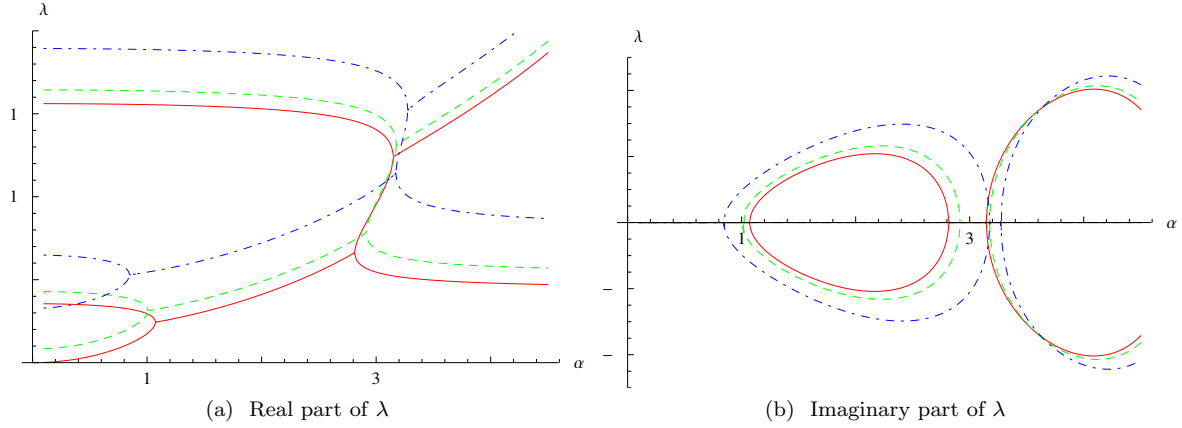 λ
1
1
1
3
α
(a) Real part of λ
λ
1
3
α
−
−
(b) Imaginary part of λ